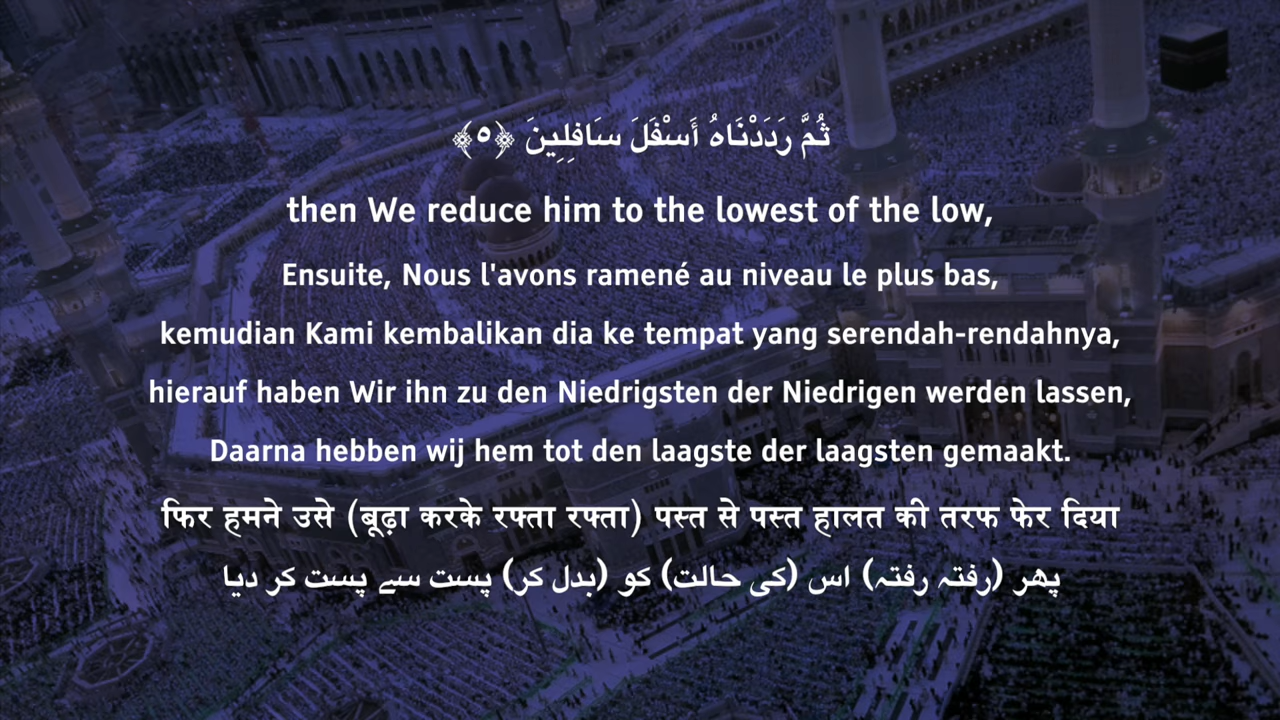 ثُمَّ رَدَدْنَاهُ أَسْفَلَ سَافِلِينَ ﴿٥﴾
then We reduce him to the lowest of the low,
Ensuite, Nous l'avons ramené au niveau le plus bas,
kemudian Kami kembalikan dia ke tempat yang serendah-rendahnya,
hierauf haben Wir ihn zu den Niedrigsten der Niedrigen werden lassen,
Daarna hebben wij hem tot den laagste der laagsten gemaakt.
फिर हमने उसे (बूढ़ा करके रफ्ता रफ्ता) पस्त से पस्त हालत की तरफ फेर दिया
پھر (رفتہ رفتہ) اس (کی حالت) کو (بدل کر) پست سے پست کر دیا